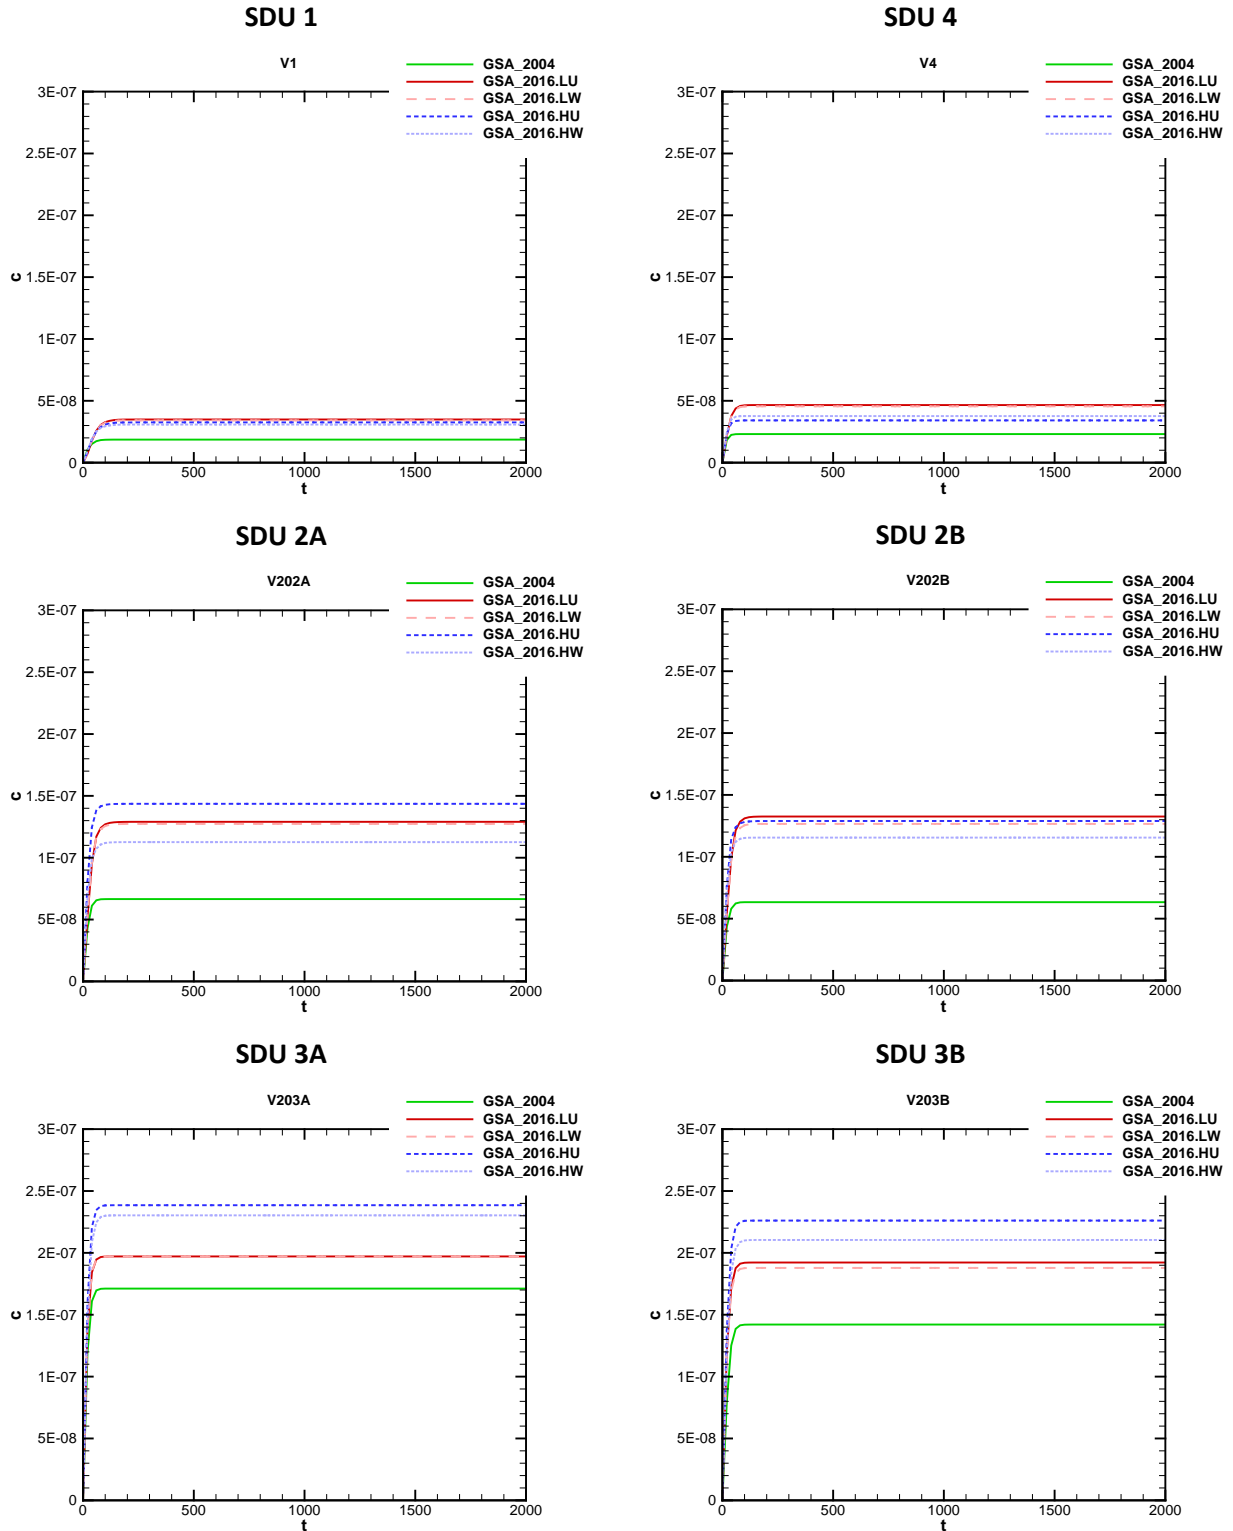 SDU 1
V1
GSA_2004
GSA_2016.LU
GSA_2016.LW
GSA_2016.HU
GSA_2016.HW
3E-07
2.5E-07
2E-07
1.5E-07
1E-07
5E-08
0
c
0 500 1000 1500 2000
t
SDU 4
V4
GSA_2004
GSA_2016.LU
GSA_2016.LW
GSA_2016.HU
GSA_2016.HW
3E-07
2.5E-07
2E-07
1.5E-07
1E-07
5E-08
0
c
0 500 1000 1500 2000
t
SDU 2A
V202A
GSA_2004
GSA_2016.LU
GSA_2016.LW
GSA_2016.HU
GSA_2016.HW
3E-07
2.5E-07
2E-07
1.5E-07
1E-07
5E-08
0
c
0 500 1000 1500 2000
t
SDU 2B
V202B
GSA_2004
GSA_2016.LU
GSA_2016.LW
GSA_2016.HU
GSA_2016.HW
3E-07
2.5E-07
2E-07
1.5E-07
1E-07
5E-08
0
c
0 500 1000 1500 2000
t
SDU 3A
V203A
GSA_2004
GSA_2016.LU
GSA_2016.LW
GSA_2016.HU
GSA_2016.HW
3E-07
2.5E-07
2E-07
1.5E-07
1E-07
5E-08
0
c
0 500 1000 1500 2000
t
SDU 3B
V203B
GSA_2004
GSA_2016.LU
GSA_2016.LW
GSA_2016.HU
GSA_2016.HW
3E-07
2.5E-07
2E-07
1.5E-07
1E-07
5E-08
0
c
0 500 1000 1500 2000
t